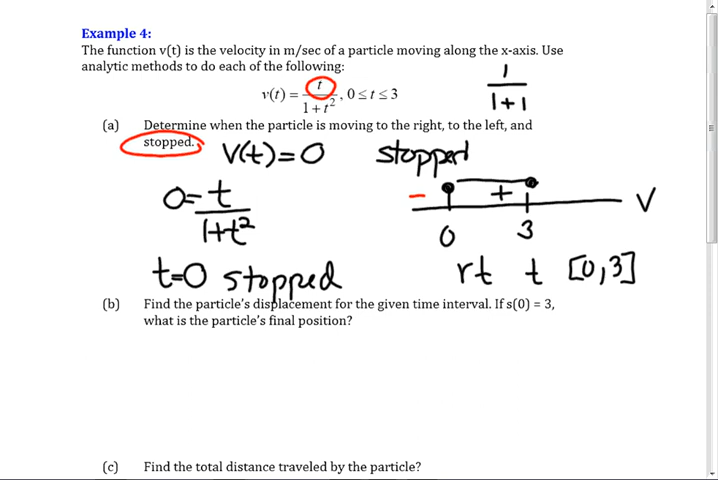 Example 4:
The function v(t) is the velocity in m/sec of a particle moving along the x-axis. Use
analytic methods to do each of the following:
v(t) = t / (1 + t²), 0 ≤ t ≤ 3
1 / (1 + 1)
(a) Determine when the particle is moving to the right, to the left, and
stopped.
v(t) = 0 stopped
0 = t / (1 + t²)
− + v
0 3
t=0 stopped
rt t [0,3]
(b) Find the particle's displacement for the given time interval. If s(0) = 3,
what is the particle's final position?
(c) Find the total distance traveled by the particle?